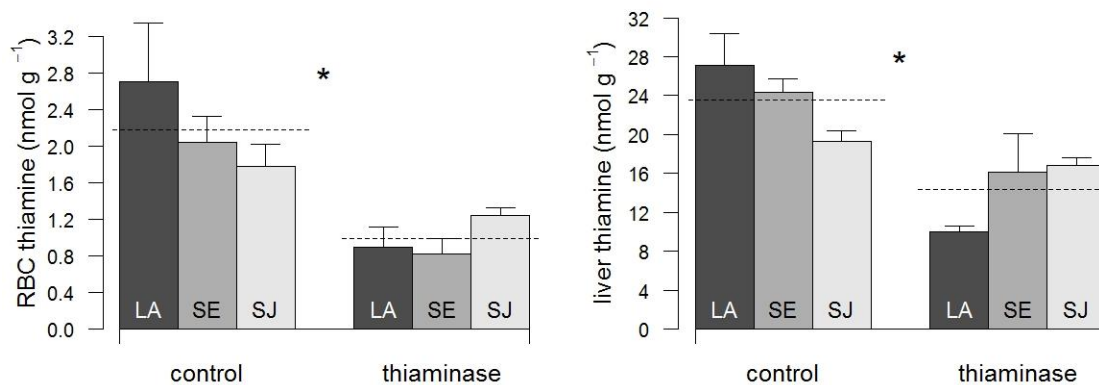 RBC thiamine (nmol g⁻¹)
3.2
2.8
2.4
2.0
1.6
1.2
0.8
0.4
0.0
*
LA SE SJ
LA SE SJ
control thiaminase
liver thiamine (nmol g⁻¹)
32
28
24
20
16
12
8
4
0
*
LA SE SJ
LA SE SJ
control thiaminase